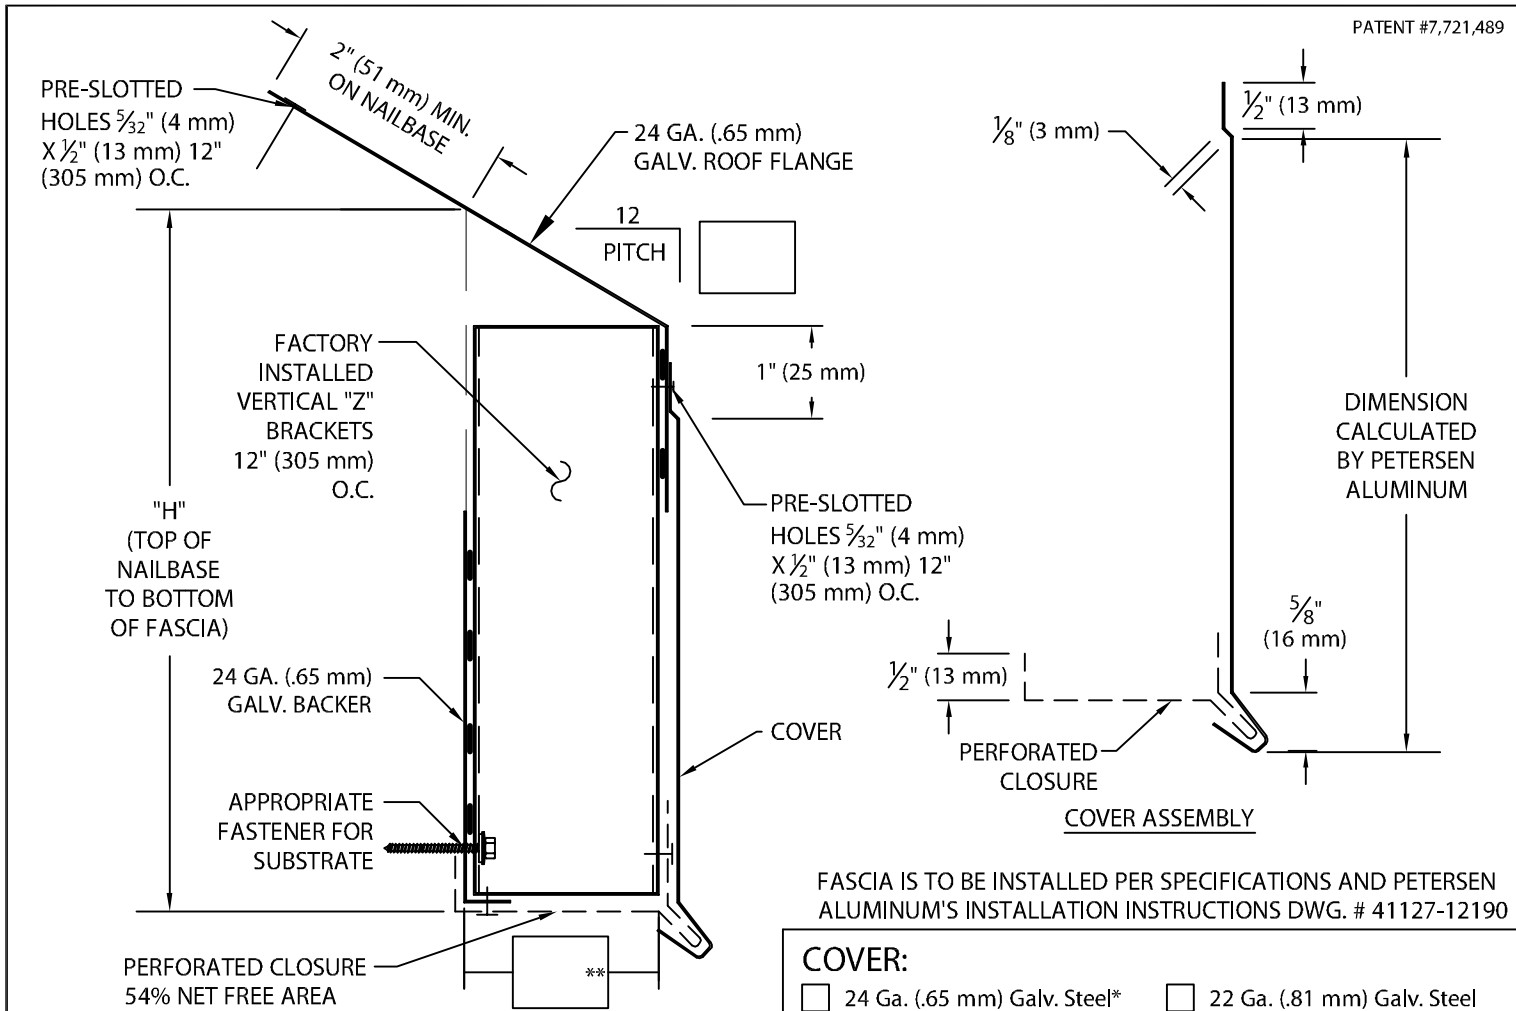 PATENT #7,721,489
2" (51 mm) MIN.
ON NAILBASE
PRE-SLOTTED
HOLES 5⁄32" (4 mm)
X 1⁄2" (13 mm) 12"
(305 mm) O.C.
24 GA. (.65 mm)
GALV. ROOF FLANGE
12
PITCH
1⁄8" (3 mm)
1⁄2" (13 mm)
FACTORY
INSTALLED
VERTICAL "Z"
BRACKETS
12" (305 mm)
O.C.
1" (25 mm)
DIMENSION
CALCULATED
BY PETERSEN
ALUMINUM
"H"
(TOP OF
NAILBASE
TO BOTTOM
OF FASCIA)
PRE-SLOTTED
HOLES 5⁄32" (4 mm)
X 1⁄2" (13 mm) 12"
(305 mm) O.C.
5⁄8"
(16 mm)
1⁄2" (13 mm)
24 GA. (.65 mm)
GALV. BACKER
COVER
PERFORATED
CLOSURE
COVER ASSEMBLY
APPROPRIATE
FASTENER FOR
SUBSTRATE
FASCIA IS TO BE INSTALLED PER SPECIFICATIONS AND PETERSEN
ALUMINUM'S INSTALLATION INSTRUCTIONS DWG. # 41127-12190
PERFORATED CLOSURE
54% NET FREE AREA
**
COVER:
24 Ga. (.65 mm) Galv. Steel*
22 Ga. (.81 mm) Galv. Steel